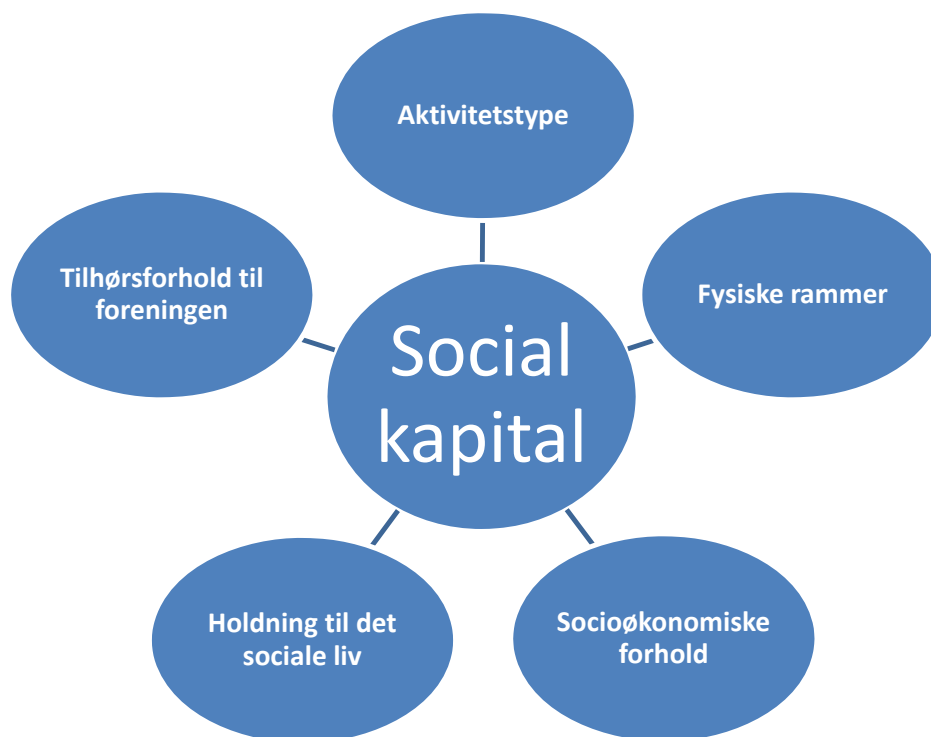 Aktivitetstype
Tilhørsforhold til
foreningen
Fysiske rammer
Social
kapital
Holdning til det
sociale liv
Socioøkonomiske
forhold